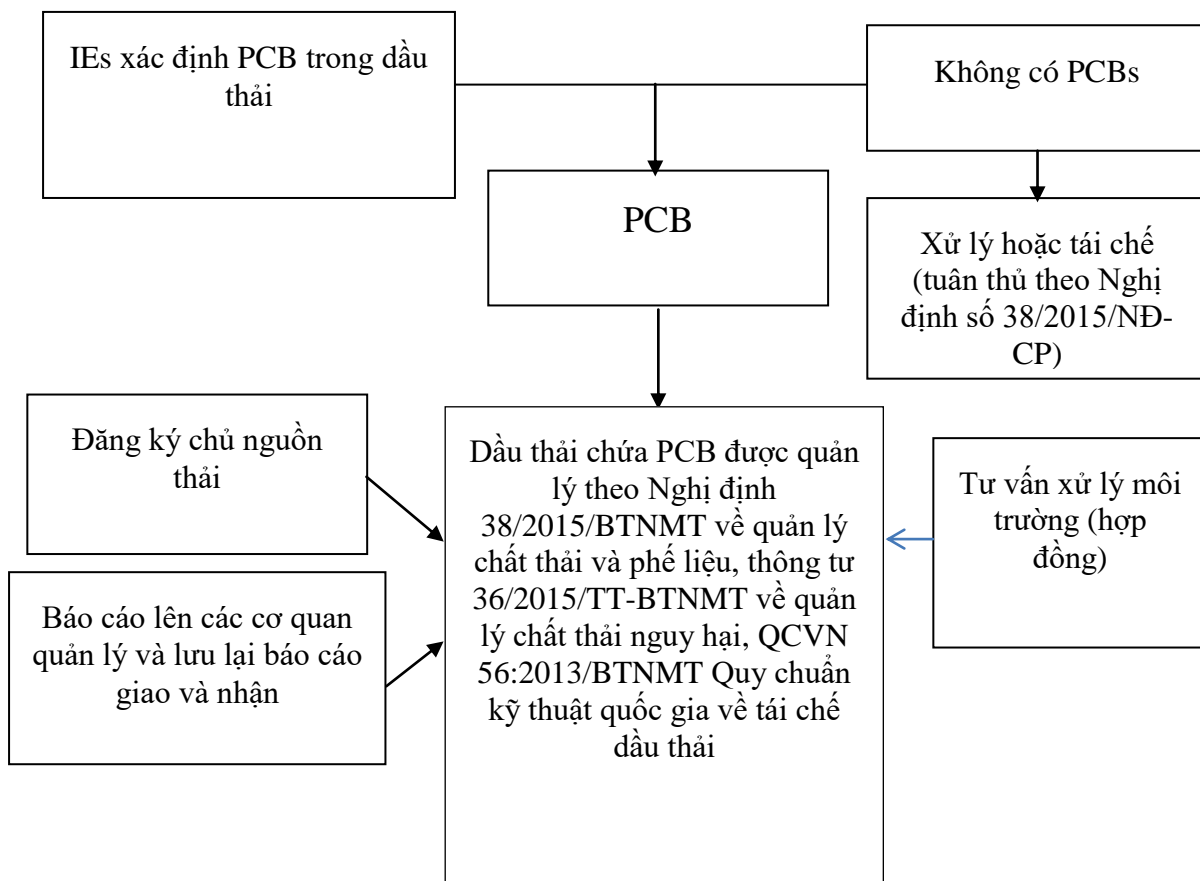 IEs xác định PCB trong dầu
thải
Không có PCBs
PCB
Xử lý hoặc tái chế
(tuân thủ theo Nghị
định số 38/2015/NĐ-
CP)
Đăng ký chủ nguồn
thải
Dầu thải chứa PCB được quản
lý theo Nghị định
38/2015/BTNMT về quản lý
chất thải và phế liệu, thông tư
36/2015/TT-BTNMT về quản
lý chất thải nguy hại, QCVN
56:2013/BTNMT Quy chuẩn
kỹ thuật quốc gia về tái chế
dầu thải
Tư vấn xử lý môi
trường (hợp
đồng)
Báo cáo lên các cơ quan
quản lý và lưu lại báo cáo
giao và nhận